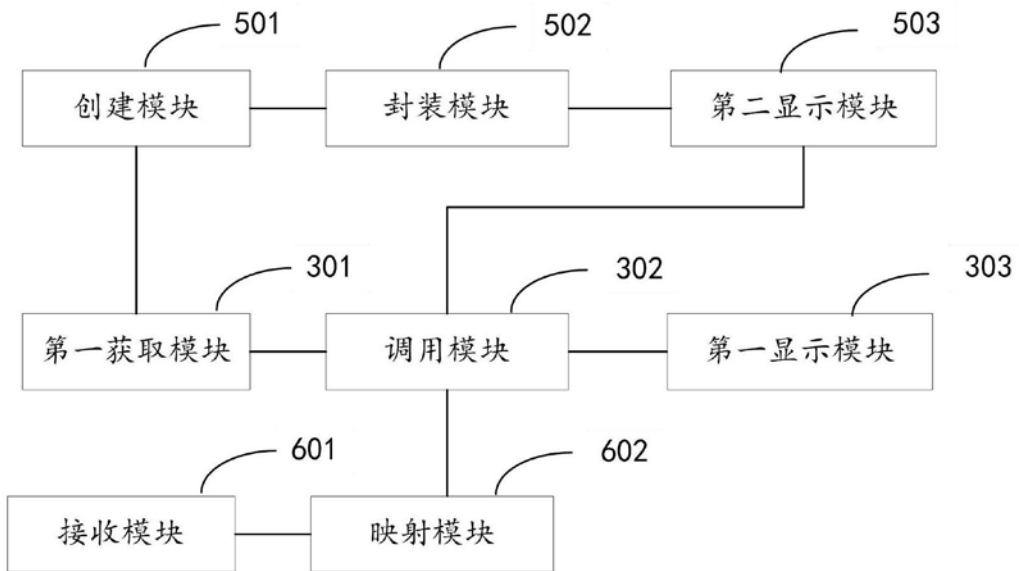 501
502
503
创建模块
封装模块
第二显示模块
301
302
303
第一获取模块
调用模块
第一显示模块
601
602
接收模块
映射模块